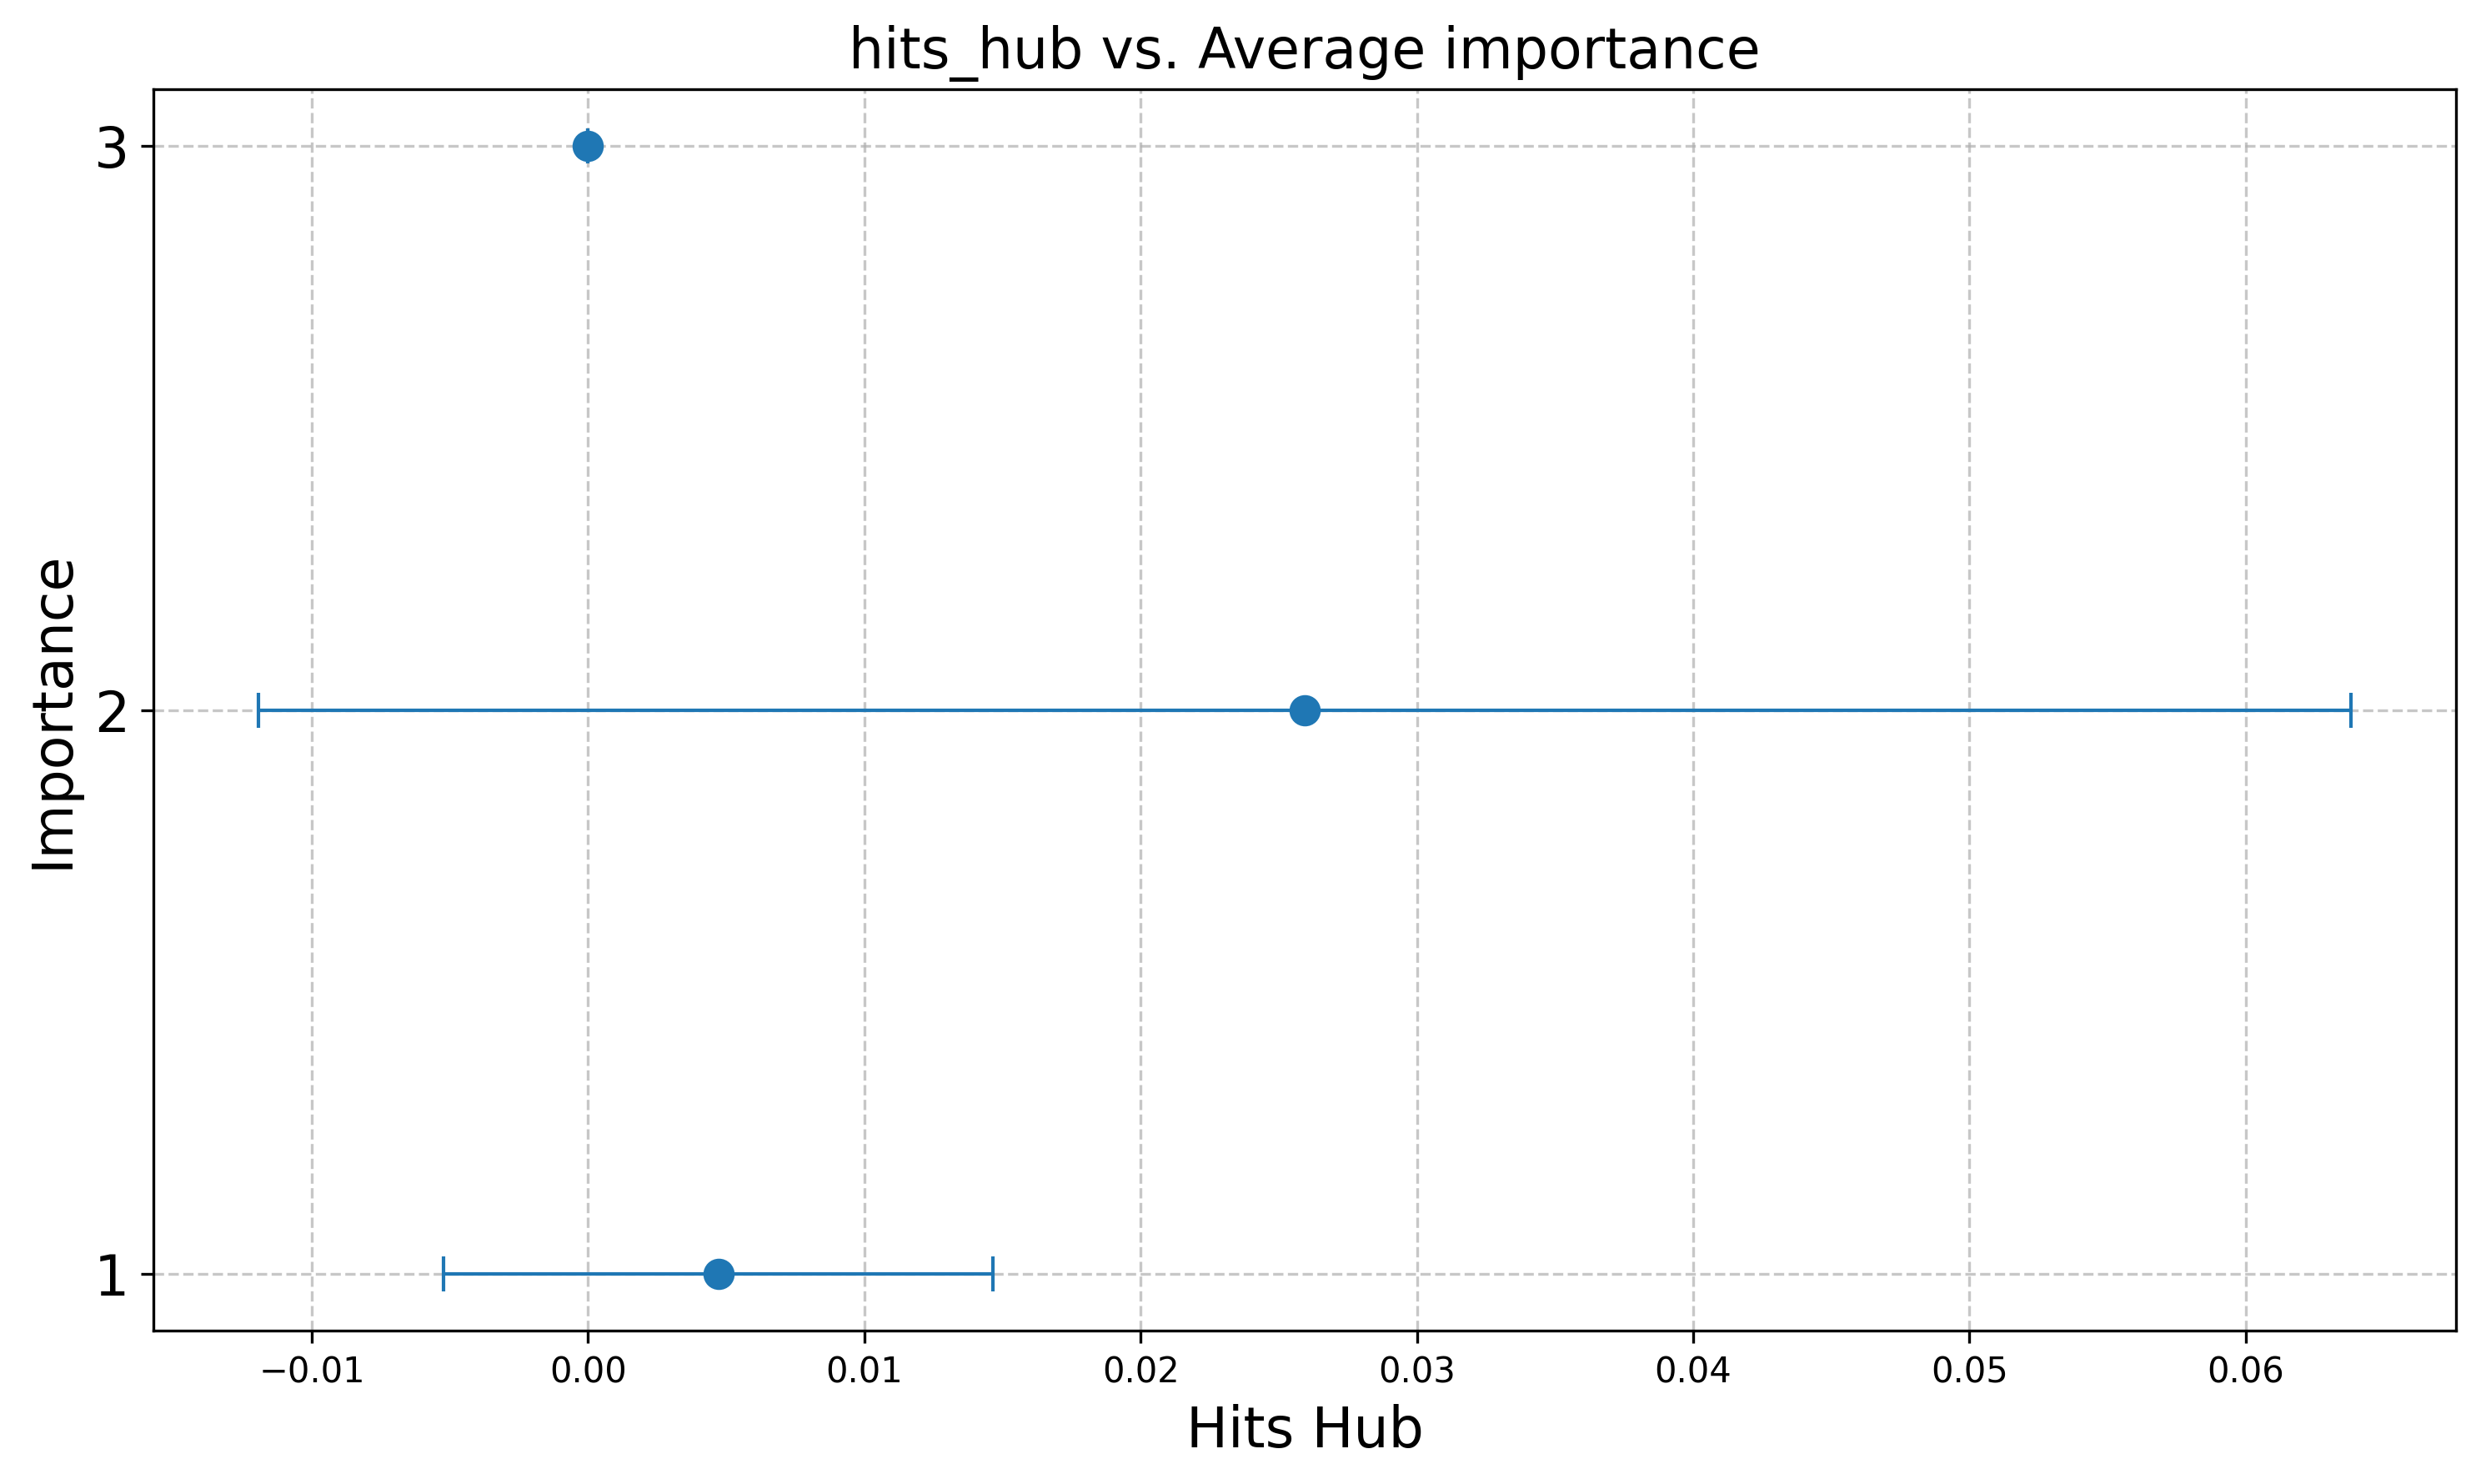 hits_hub vs. Average importance
3
2
1
Importance
−0.01 0.00 0.01 0.02 0.03 0.04 0.05 0.06
Hits Hub